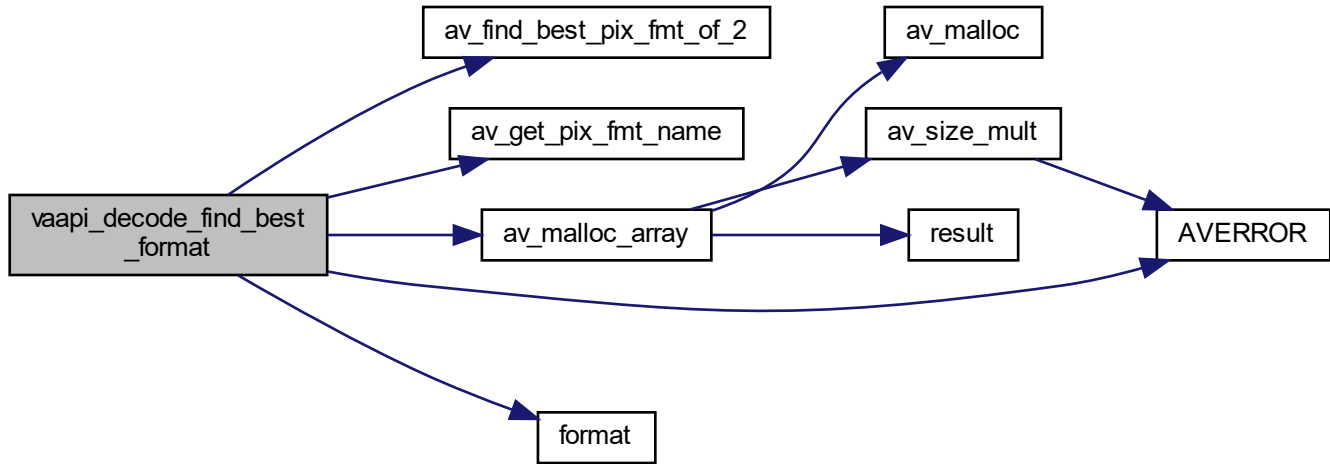 av_find_best_pix_fmt_of_2
av_malloc
av_get_pix_fmt_name
av_size_mult
vaapi_decode_find_best
_format
av_malloc_array
result
AVERROR
format